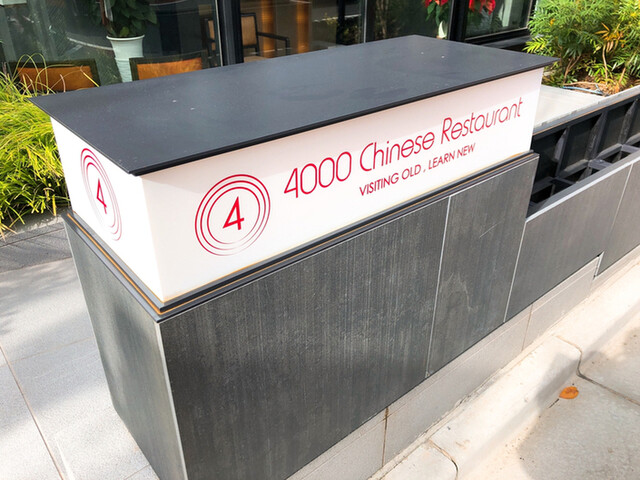 4
4
4000 Chinese Restaurant
VISITING OLD , LEARN NEW